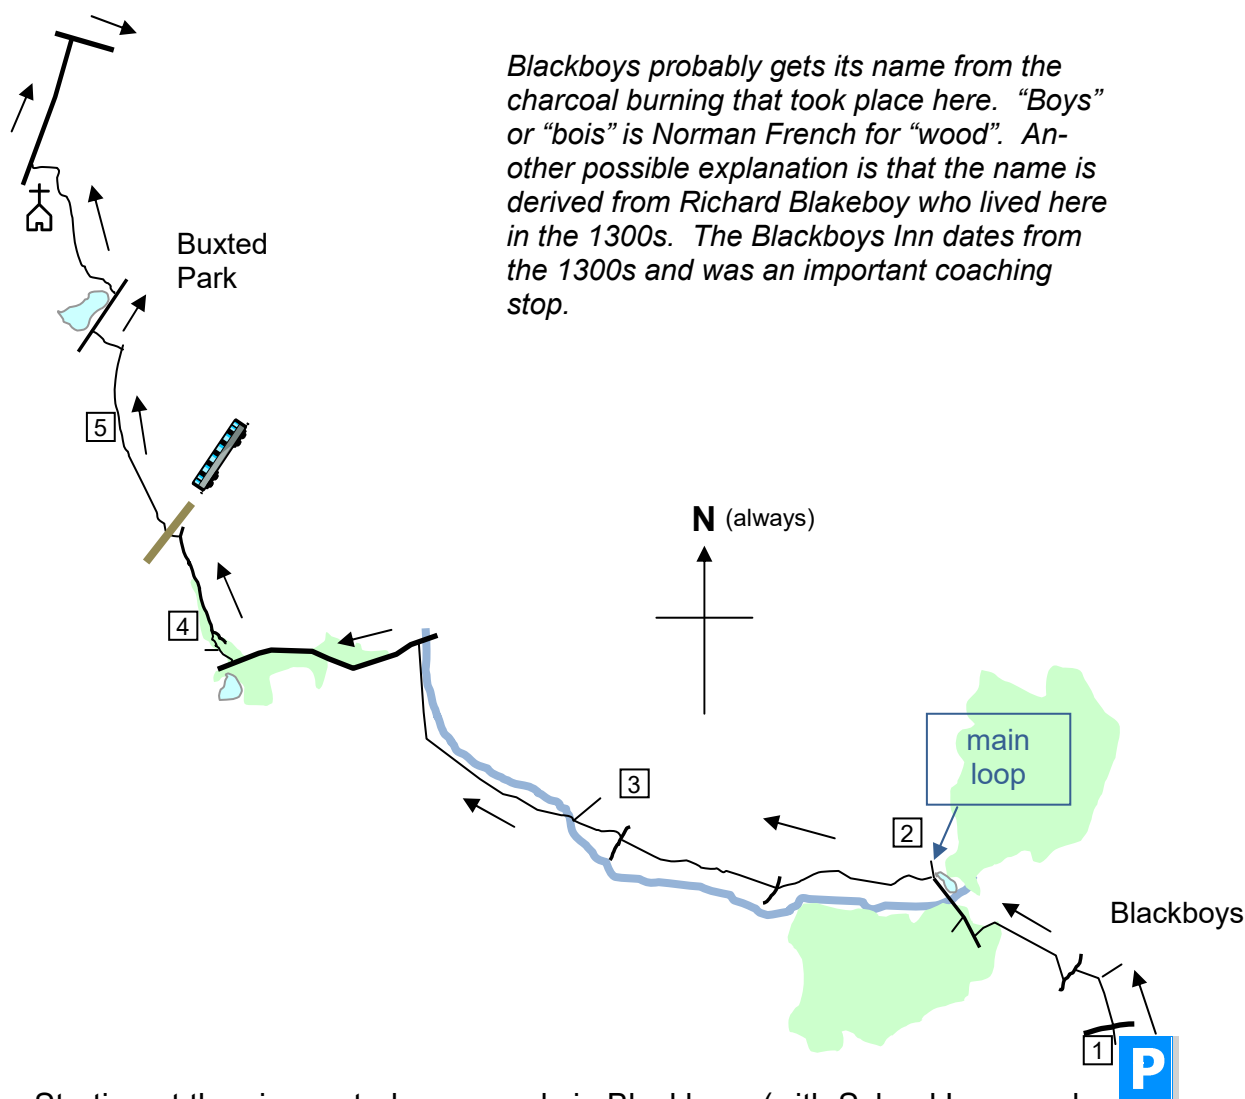 Blackboys probably gets its name from the
charcoal burning that took place here. “Boys”
or “bois” is Norman French for “wood”. An-
other possible explanation is that the name is
derived from Richard Blakeboy who lived here
in the 1300s. The Blackboys Inn dates from
the 1300s and was an important coaching
stop.
Buxted
Park
5
N (always)
4
main
loop
3
2
Blackboys
1
P